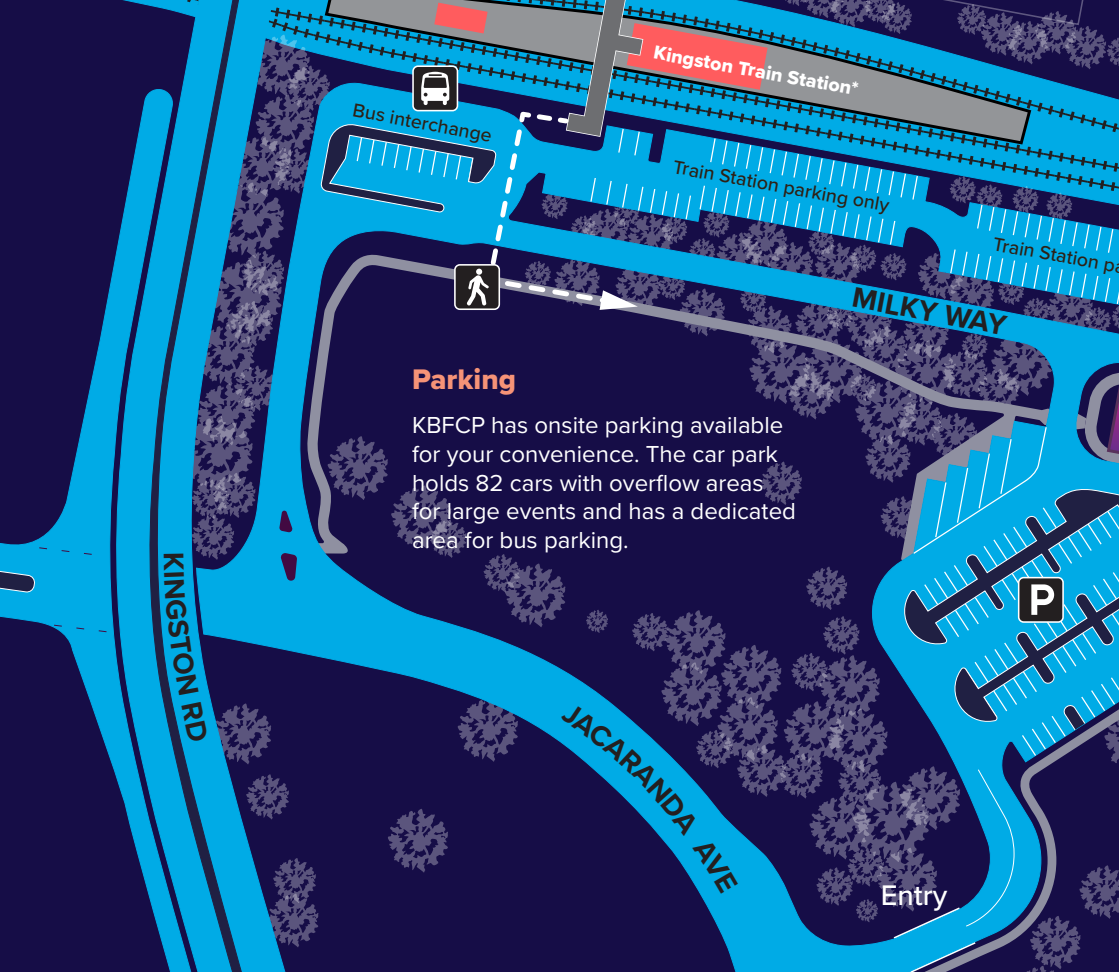 Kingston Train Station*
Bus interchange
Train Station parking only
Train Station pa
MILKY WAY
Parking
KBFCP has onsite parking available
for your convenience. The car park
holds 82 cars with overflow areas
for large events and has a dedicated
area for bus parking.
P
KINGSTON RD
JACARANDA AVE
Entry